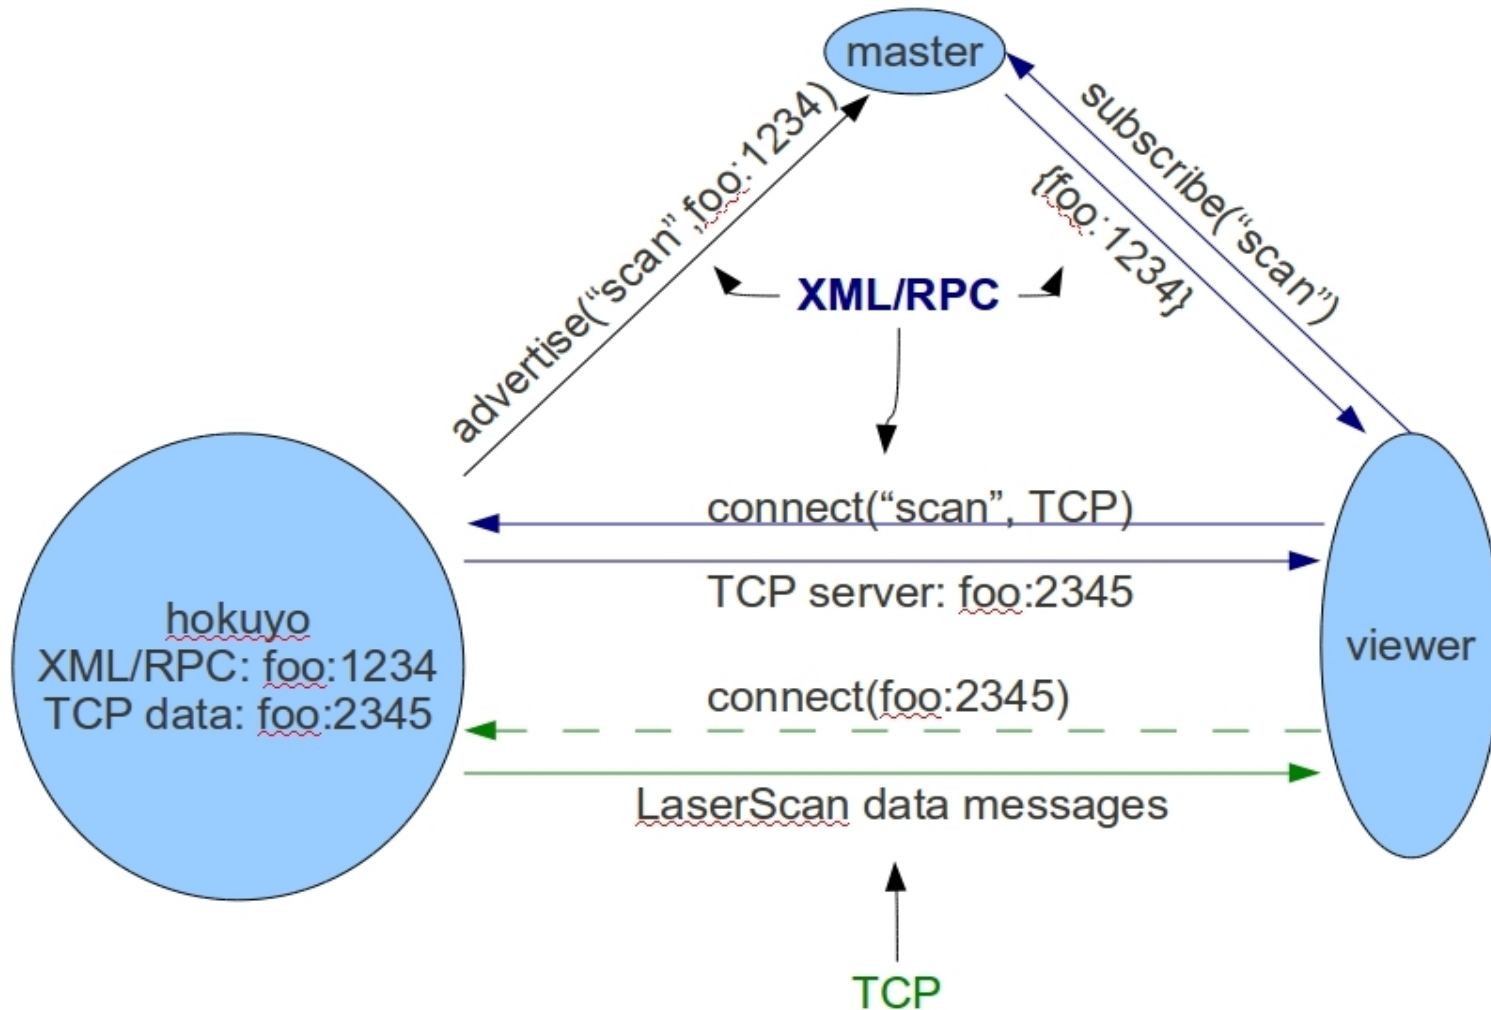 master
advertise(“scan”,foo:1234)
subscribe(“scan”)
{foo:1234}
XML/RPC
connect(“scan”, TCP)
TCP server: foo:2345
hokuyo
XML/RPC: foo:1234
TCP data: foo:2345
viewer
connect(foo:2345)
LaserScan data messages
TCP